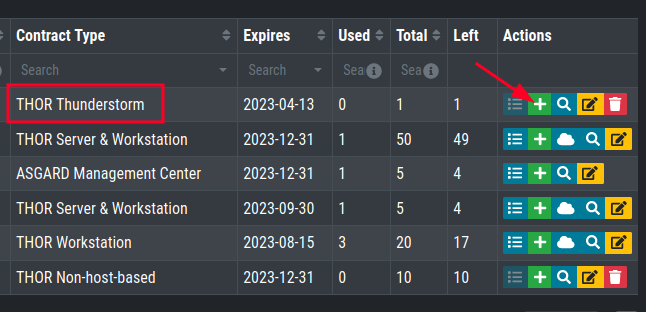 Contract Type Expires Used Total Left Actions
Search Search Sea Sea
THOR Thunderstorm 2023-04-13 0 1 1
THOR Server & Workstation 2023-12-31 1 50 49
ASGARD Management Center 2023-12-31 1 5 4
THOR Server & Workstation 2023-09-30 1 5 4
THOR Workstation 2023-08-15 3 20 17
THOR Non-host-based 2023-12-31 0 10 10